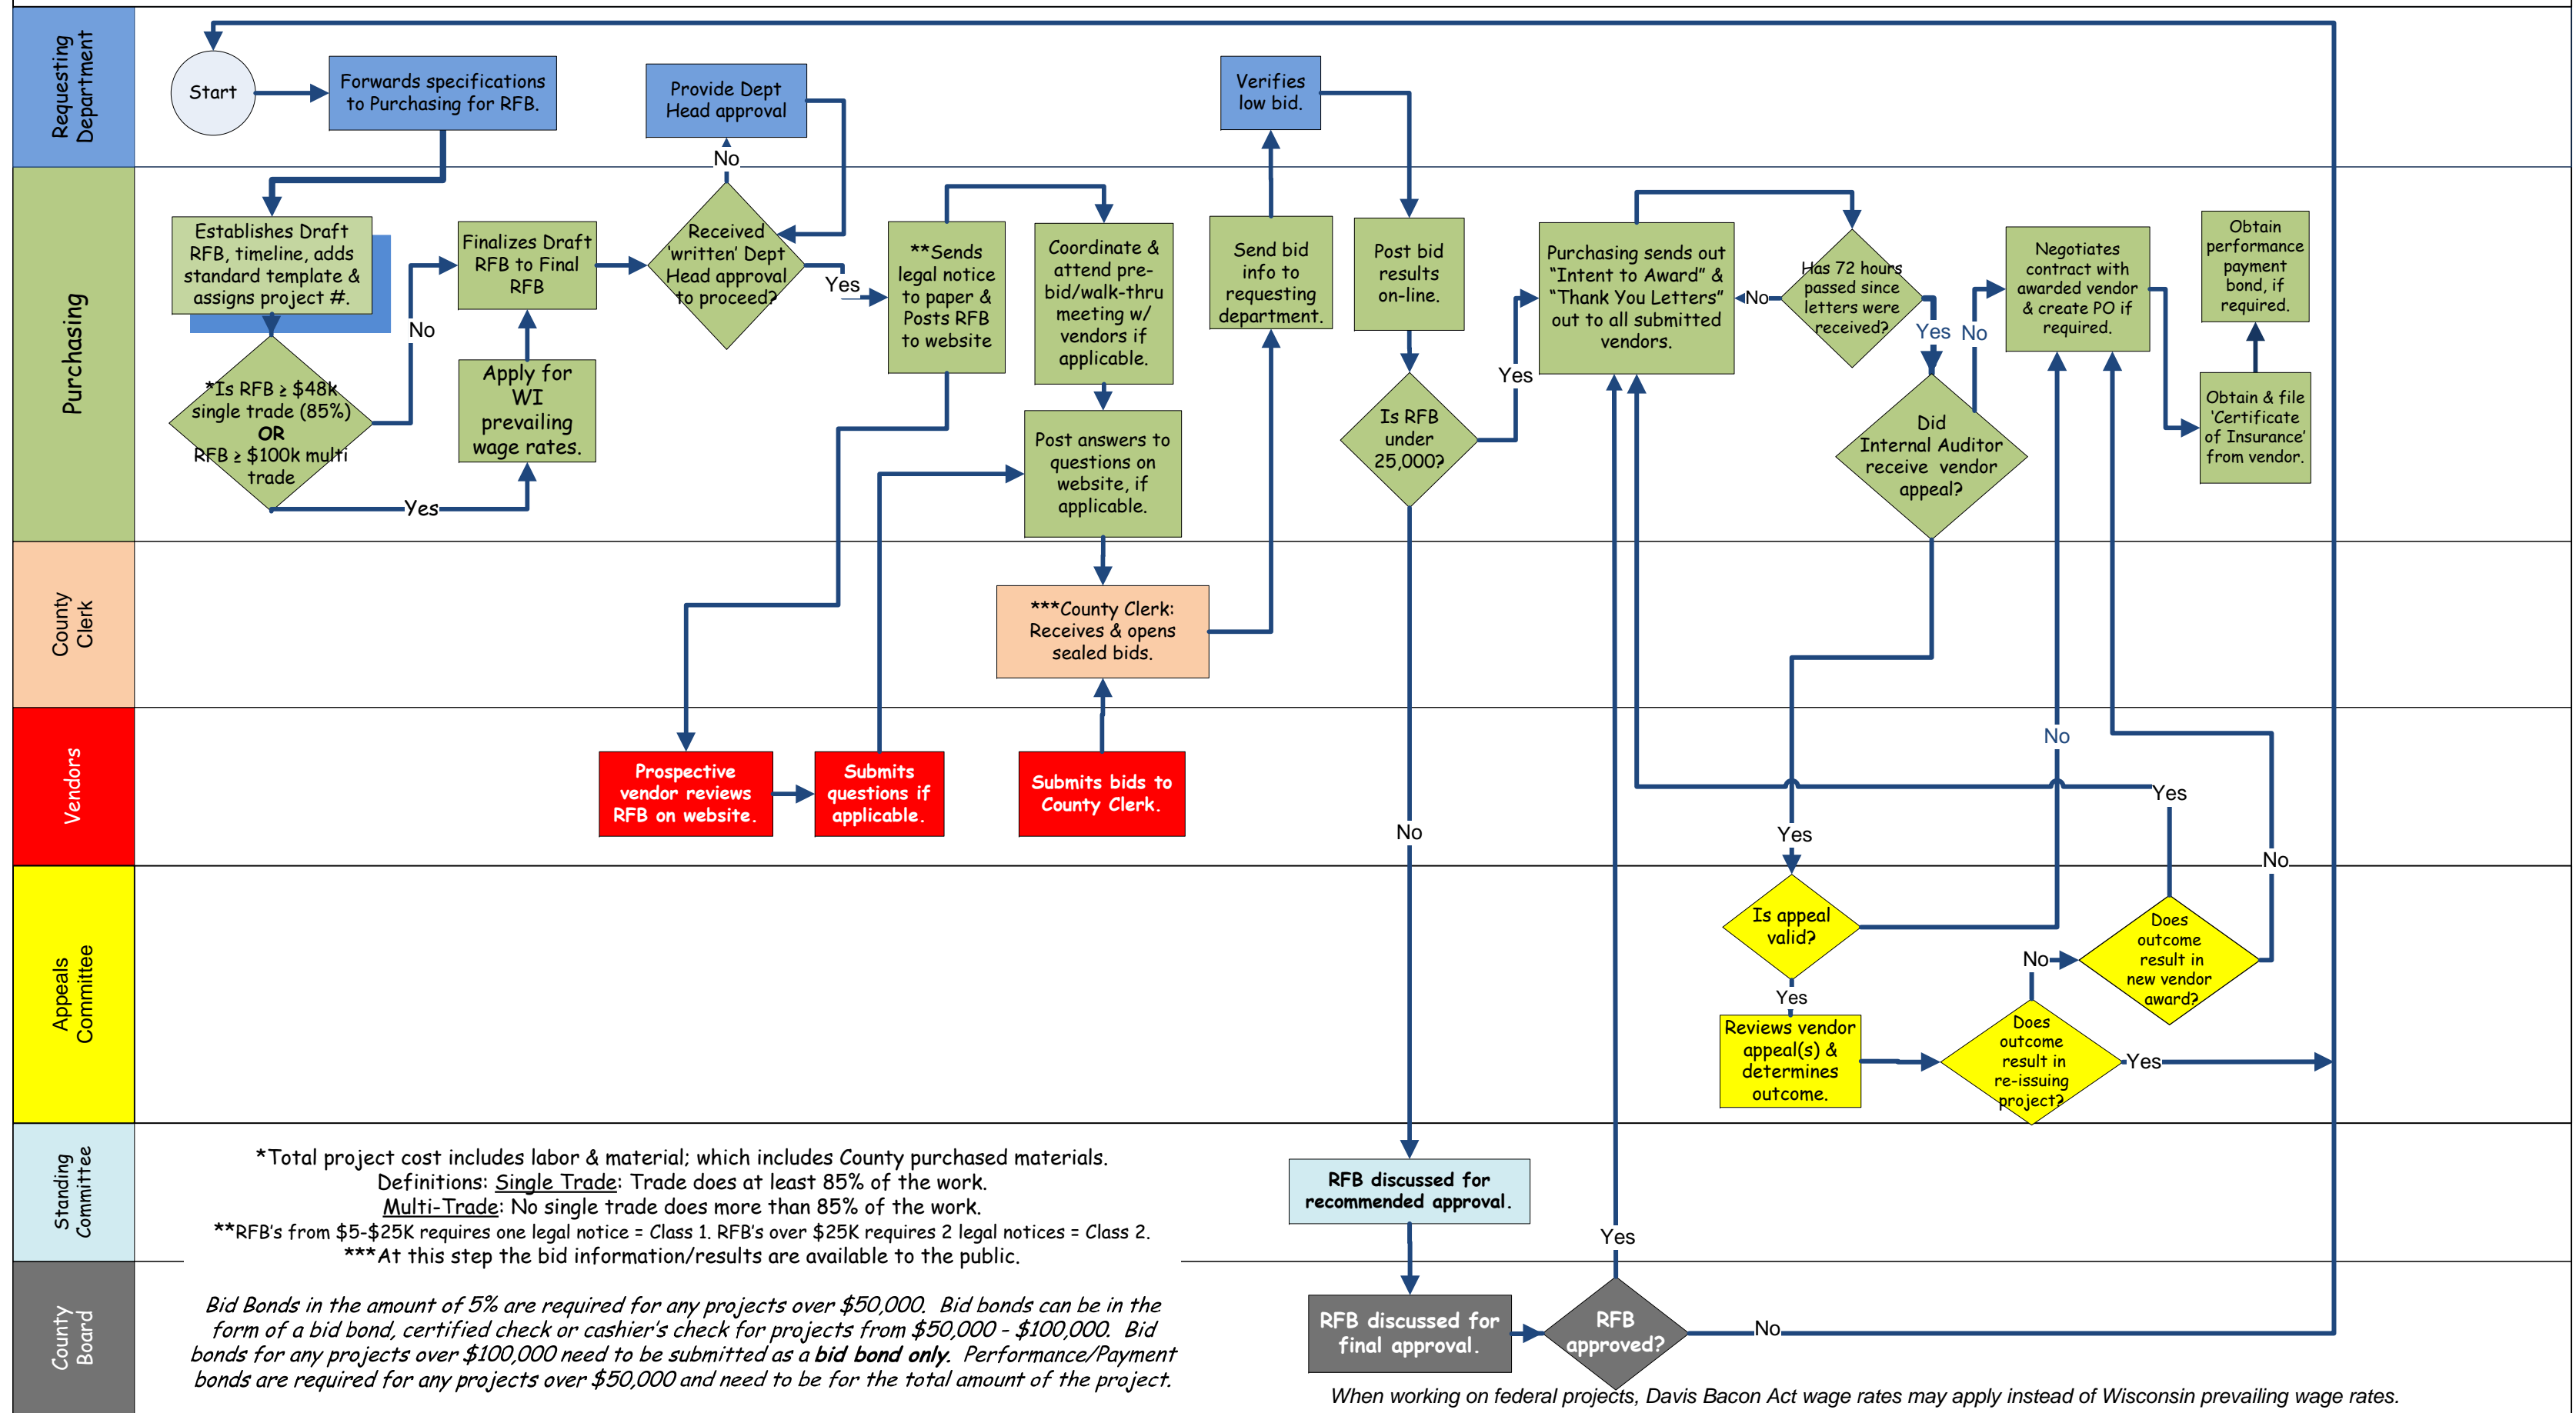 Requesting
Department
Start
Forwards specifications
to Purchasing for RFB.
Provide Dept
Head approval
Verifies
low bid.
Purchasing
Establishes Draft
RFB, timeline, adds
standard template &
assigns project #.
*Is RFB ≥ $48k
single trade (85%)
OR
RFB ≥ $100k multi
trade
No
Yes
Finalizes Draft
RFB to Final
RFB
Apply for
WI
prevailing
wage rates.
No
Received
‘written’ Dept
Head approval
to proceed?
Yes
**Sends
legal notice
to paper &
Posts RFB
to website
Coordinate &
attend pre-
bid/walk-thru
meeting w/
vendors if
applicable.
Post answers to
questions on
website, if
applicable.
Send bid
info to
requesting
department.
Post bid
results
on-line.
Is RFB
under
25,000?
Yes
Purchasing sends out
“Intent to Award” &
“Thank You Letters”
out to all submitted
vendors.
No
Has 72 hours
passed since
letters were
received?
Yes
No
Did
Internal Auditor
receive vendor
appeal?
Negotiates
contract with
awarded vendor
& create PO if
required.
Obtain
performance
payment
bond, if
required.
Obtain & file
‘Certificate
of Insurance’
from vendor.
County
Clerk
***County Clerk:
Receives & opens
sealed bids.
Vendors
Prospective
vendor reviews
RFB on website.
Submits
questions if
applicable.
Submits bids to
County Clerk.
No
Yes
No
Yes
No
Appeals
Committee
Is appeal
valid?
Yes
Reviews vendor
appeal(s) &
determines
outcome.
No
Does
outcome
result in
new vendor
award?
Does
outcome
result in
re-issuing
project?
Yes
Standing
Committee
*Total project cost includes labor & material; which includes County purchased materials.
Definitions: Single Trade: Trade does at least 85% of the work.
Multi-Trade: No single trade does more than 85% of the work.
**RFB’s from $5-$25K requires one legal notice = Class 1. RFB’s over $25K requires 2 legal notices = Class 2.
***At this step the bid information/results are available to the public.
RFB discussed for
recommended approval.
Yes
County
Board
Bid Bonds in the amount of 5% are required for any projects over $50,000. Bid bonds can be in the
form of a bid bond, certified check or cashier’s check for projects from $50,000 - $100,000. Bid
bonds for any projects over $100,000 need to be submitted as a bid bond only. Performance/Payment
bonds are required for any projects over $50,000 and need to be for the total amount of the project.
RFB discussed for
final approval.
RFB
approved?
No
When working on federal projects, Davis Bacon Act wage rates may apply instead of Wisconsin prevailing wage rates.